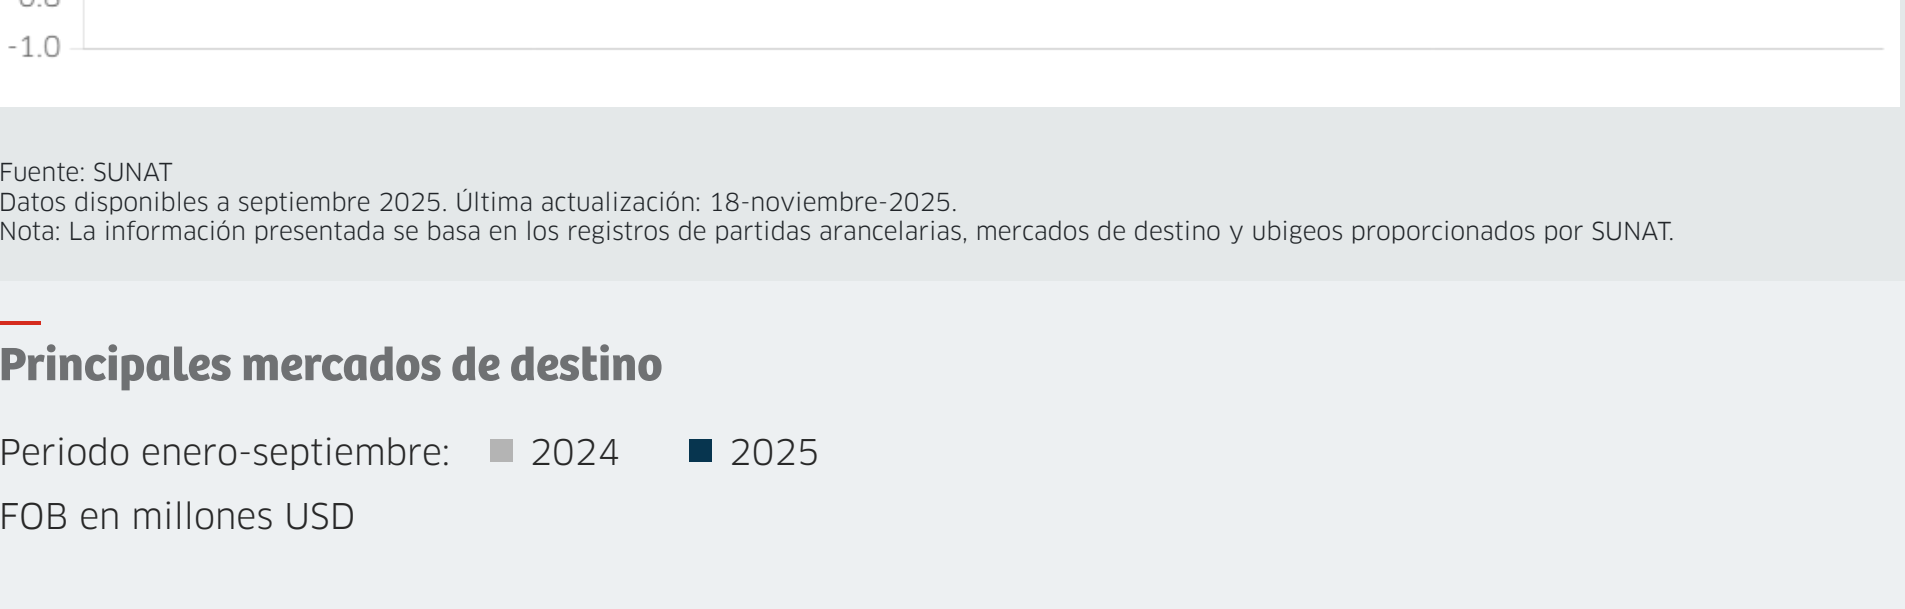 -1.0
Fuente: SUNAT
Datos disponibles a septiembre 2025. Última actualización: 18-noviembre-2025.
Nota: La información presentada se basa en los registros de partidas arancelarias, mercados de destino y ubigeos proporcionados por SUNAT.
Principales mercados de destino
Periodo enero-septiembre: 2024 2025
FOB en millones USD